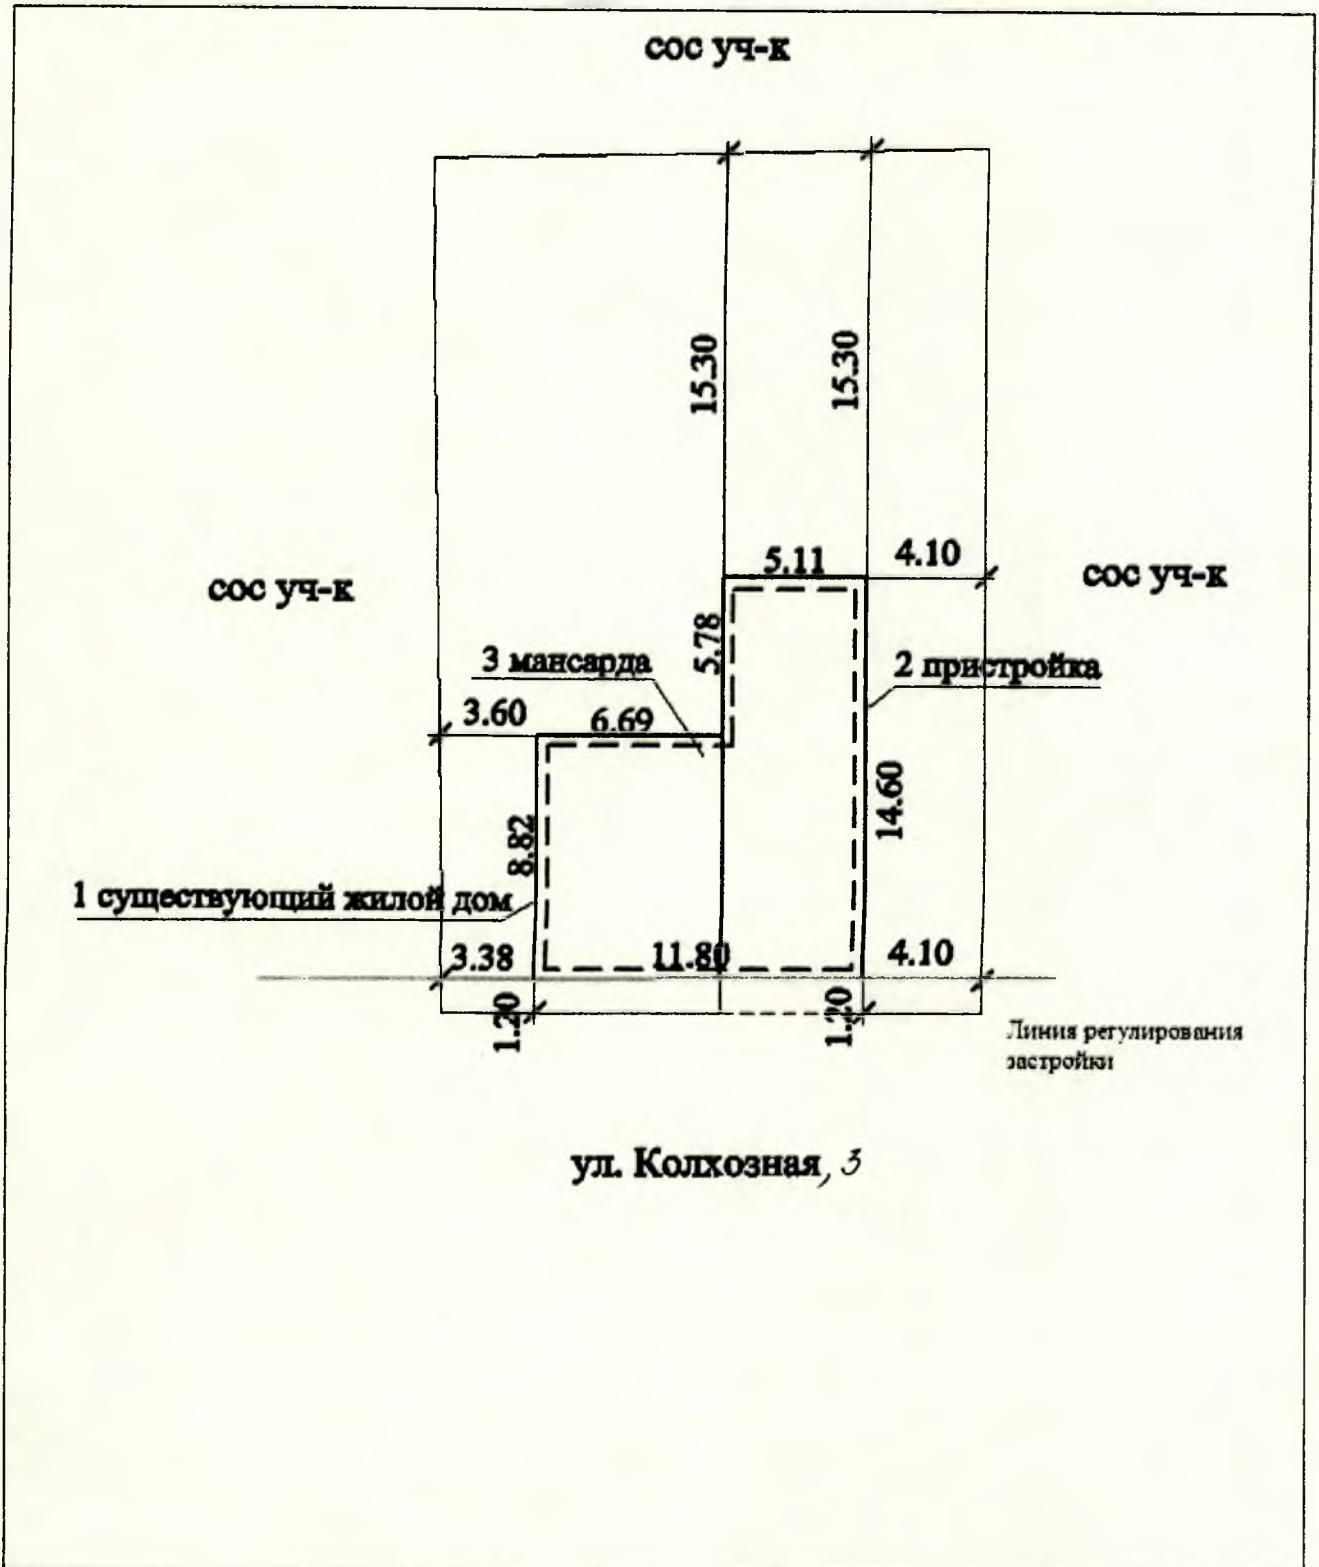 сос уч-к
15.30
15.30
5.11
4.10
сос уч-к
сос уч-к
5.78
3 мансарда
2 пристройка
3.60
6.69
14.60
8.82
1 существующий жилой дом
3.38
11.80
4.10
1.20
1.20
Линия регулирования
застройки
ул. Колхозная, 3